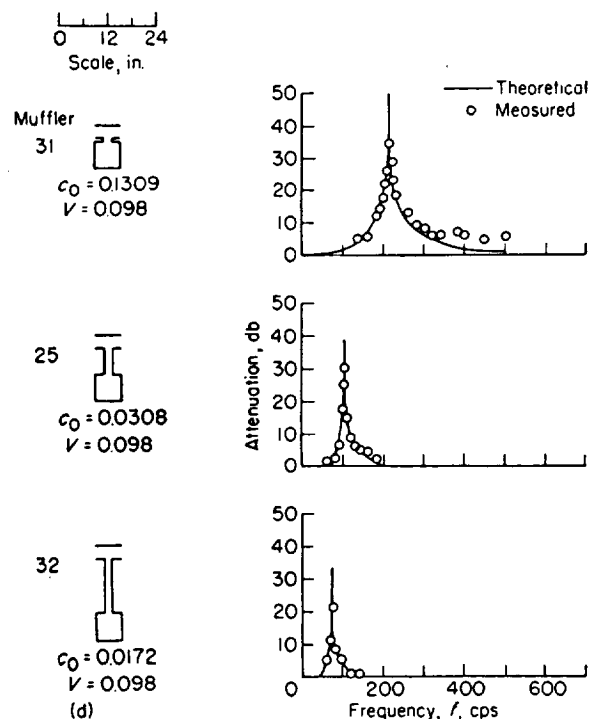 0 12 24
Scale, in.
Muffler
31
c₀ = 0.1309
V = 0.098
50
40
30
20
10
0
Theoretical
Measured
25
c₀ = 0.0308
V = 0.098
50
40
30
20
10
0
Attenuation, db
32
c₀ = 0.0172
V = 0.098
(d)
50
40
30
20
10
0 200 400 600
Frequency, f, cps